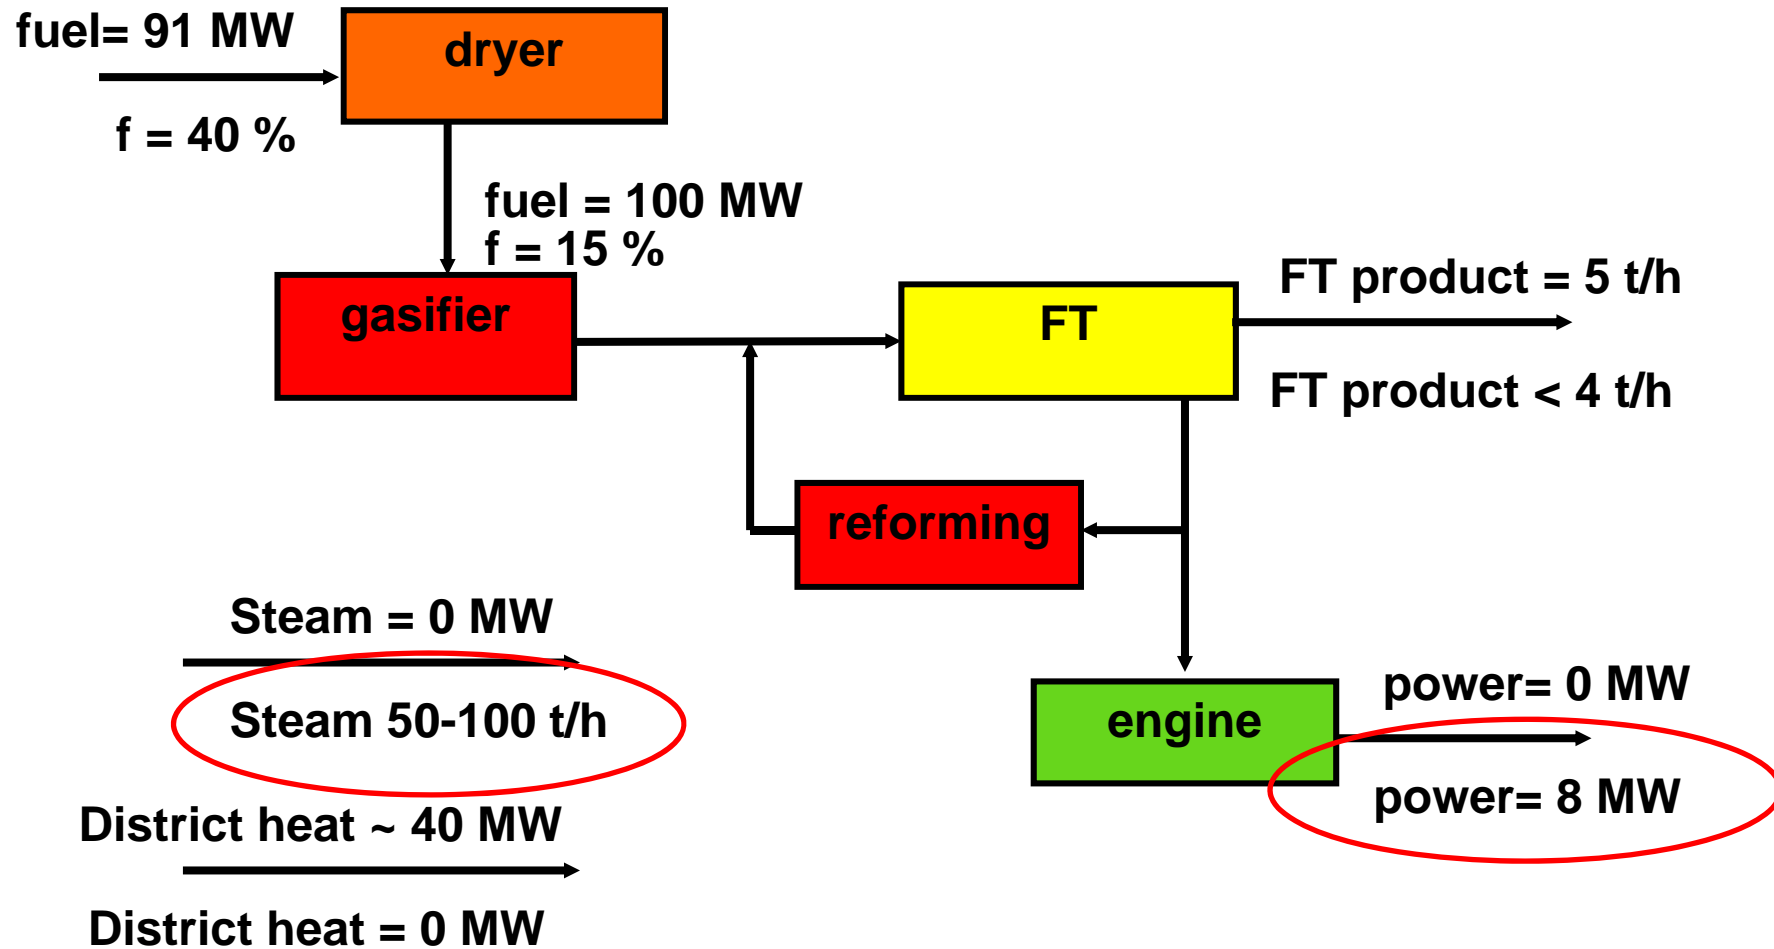 fuel= 91 MW
dryer
f = 40 %
fuel = 100 MW
f = 15 %
gasifier
FT
FT product = 5 t/h
FT product < 4 t/h
reforming
Steam = 0 MW
Steam 50-100 t/h
engine
power= 0 MW
power= 8 MW
District heat ~ 40 MW
District heat = 0 MW